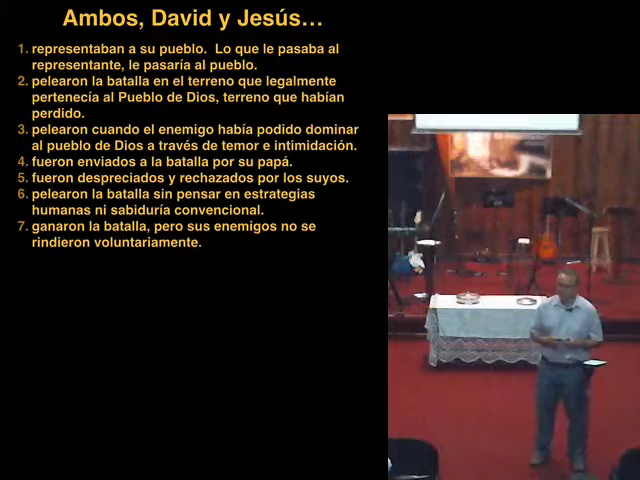 Ambos, David y Jesús…
1. representaban a su pueblo.  Lo que le pasaba al
representante, le pasaría al pueblo.
2. pelearon la batalla en el terreno que legalmente
pertenecía al Pueblo de Dios, terreno que habían
perdido.
3. pelearon cuando el enemigo había podido dominar
al pueblo de Dios a través de temor e intimidación.
4. fueron enviados a la batalla por su papá.
5. fueron despreciados y rechazados por los suyos.
6. pelearon la batalla sin pensar en estrategias
humanas ni sabiduría convencional.
7. ganaron la batalla, pero sus enemigos no se
rindieron voluntariamente.